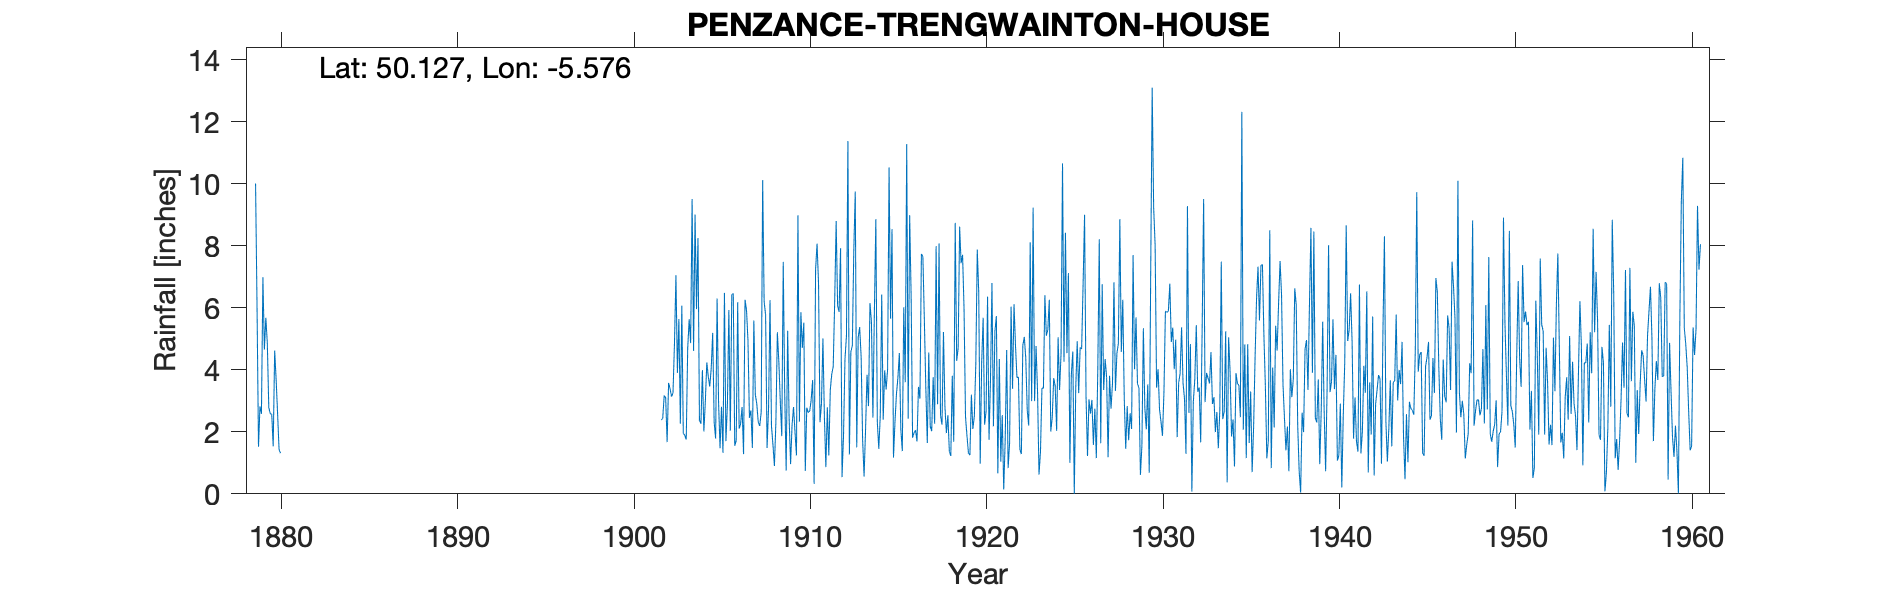 PENZANCE-TRENGWAINTON-HOUSE
Lat: 50.127, Lon: -5.576
Rainfall [inches]
14
12
10
8
6
4
2
0
1880 1890 1900 1910 1920 1930 1940 1950 1960
Year